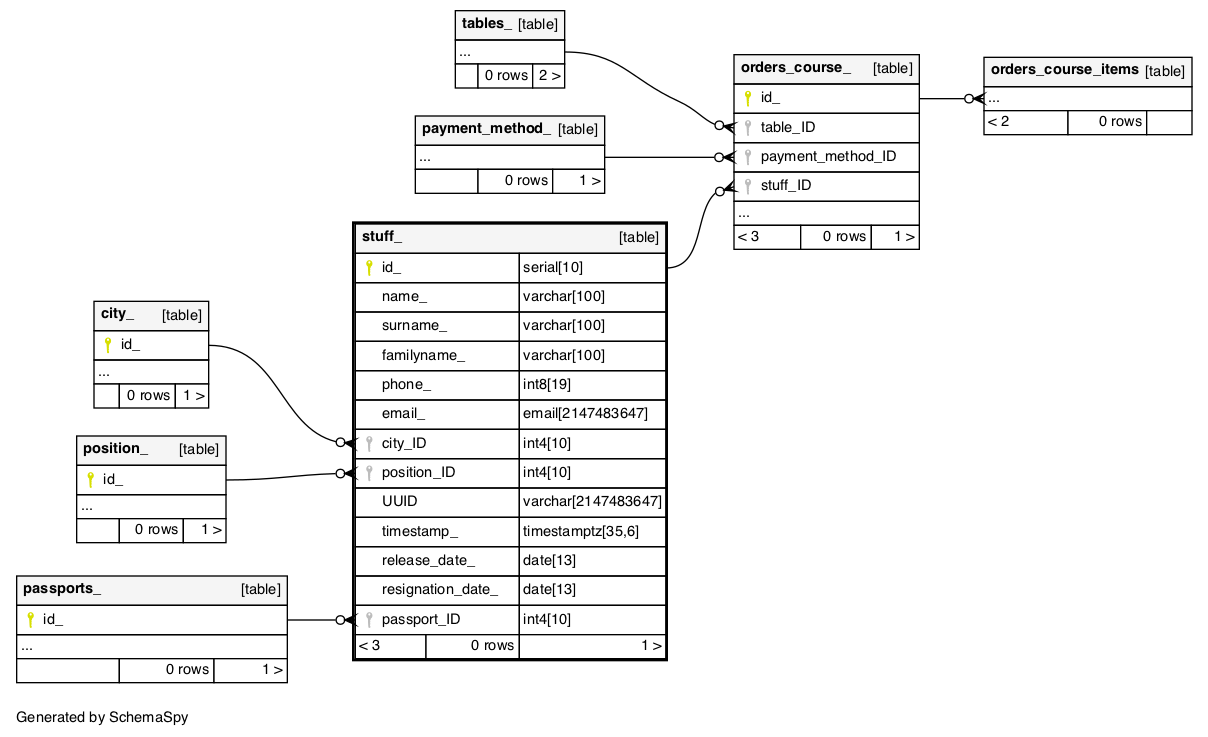 tables_ [table]
...
0 rows 2 >
orders_course_ [table]
id_
table_ID
payment_method_ID
stuff_ID
...
< 3 0 rows 1 >
orders_course_items [table]
...
< 2 0 rows
payment_method_ [table]
...
0 rows 1 >
stuff_ [table]
id_ serial[10]
name_ varchar[100]
surname_ varchar[100]
familyname_ varchar[100]
phone_ int8[19]
email_ email[2147483647]
city_ID int4[10]
position_ID int4[10]
UUID varchar[2147483647]
timestamp_ timestamptz[35,6]
release_date_ date[13]
resignation_date_ date[13]
passport_ID int4[10]
< 3 0 rows 1 >
city_ [table]
id_
...
0 rows 1 >
position_ [table]
id_
...
0 rows 1 >
passports_ [table]
id_
...
0 rows 1 >
Generated by SchemaSpy